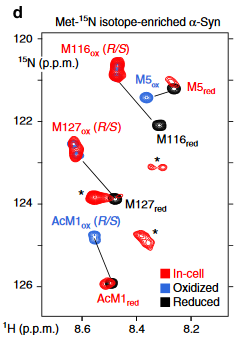 d
Met-¹⁵N isotope-enriched α-Syn
120
¹⁵N (p.p.m.)
M116ox (R/S)
M5ox
M5red
122
M116red
M127ox (R/S)
*
124
*
M127red
AcM1ox (R/S)
*
In-cell
Oxidized
126
AcM1red
Reduced
¹H (p.p.m.)
8.6
8.4
8.2